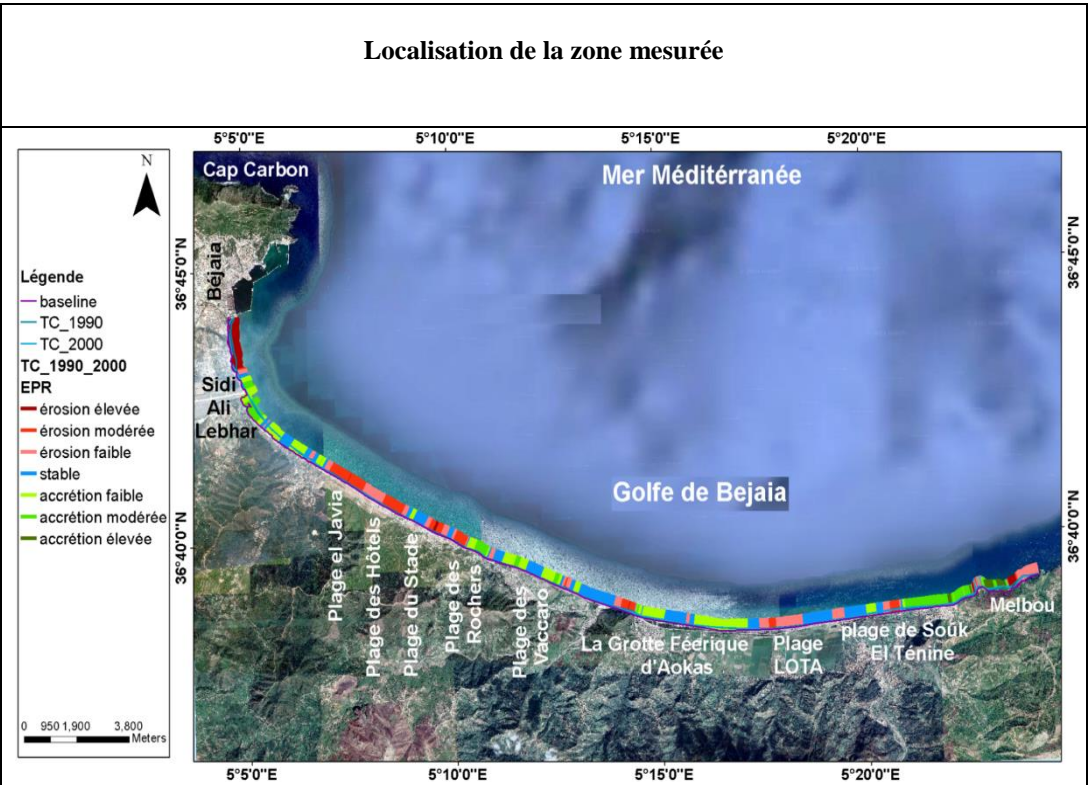 Localisation de la zone mesurée
5°5'0"E
5°10'0"E
5°15'0"E
5°20'0"E
N
Légende
baseline
TC_1990
TC_2000
TC_1990_2000
EPR
érosion élevée
érosion modérée
érosion faible
stable
accrétion faible
accrétion modérée
accrétion élevée
0 950 1,900 3,800
Meters
36°45'0"N
36°40'0"N
Cap Carbon
Mer Méditérranée
Béjaia
Sidi
Ali
Lebhar
Golfe de Bejaia
Plage el Javia
Plage des Hôtels
Plage du Stade
Plage des
Rochers
Plage des
Vaccaro
La Grotte Féerique
d'Aokas
Plage
LOTA
plage de Soûk
El Ténine
Melbou
36°45'0"N
36°40'0"N
5°5'0"E
5°10'0"E
5°15'0"E
5°20'0"E